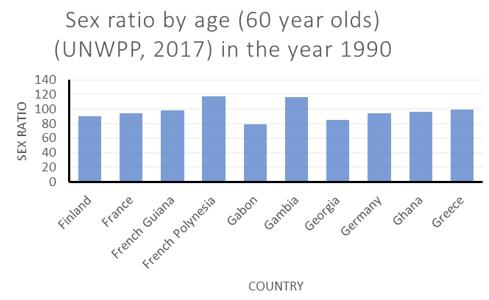 Sex ratio by age (60 year olds)
(UNWPP, 2017) in the year 1990
140
120
100
80
60
40
20
0
SEX RATIO
Finland
France
French Guiana
French Polynesia
Gabon
Gambia
Georgia
Germany
Ghana
Greece
COUNTRY